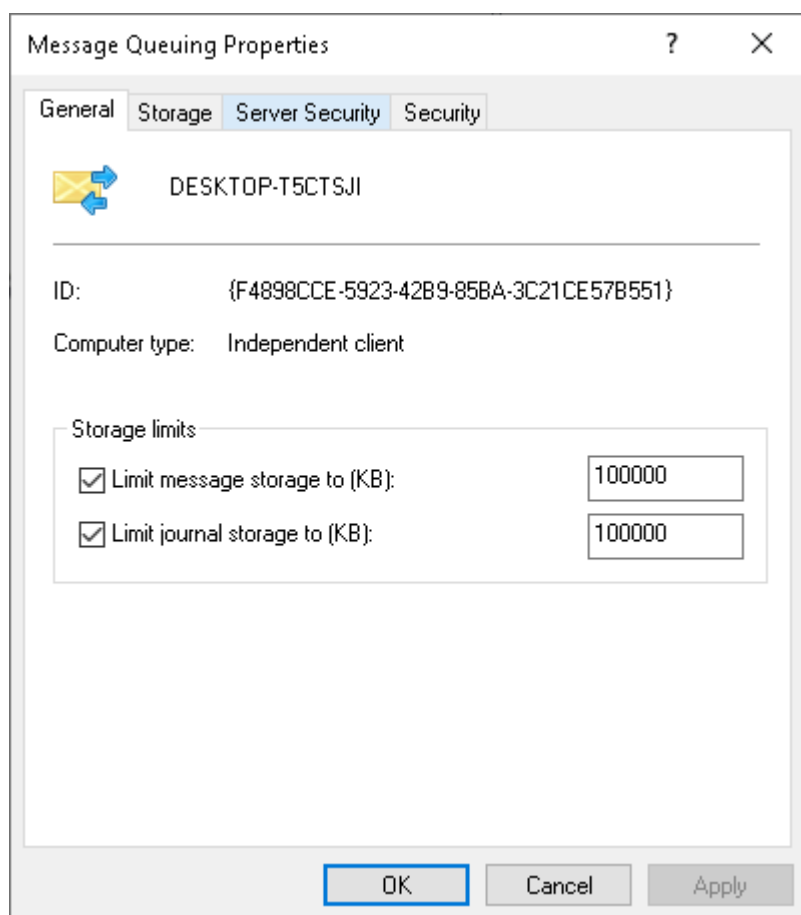 Message Queuing Properties ? ×
General Storage Server Security Security
DESKTOP-T5CTSJI
ID: {F4898CCE-5923-42B9-85BA-3C21CE57B551}
Computer type: Independent client
Storage limits
Limit message storage to (KB): 100000
Limit journal storage to (KB): 100000
OK Cancel Apply